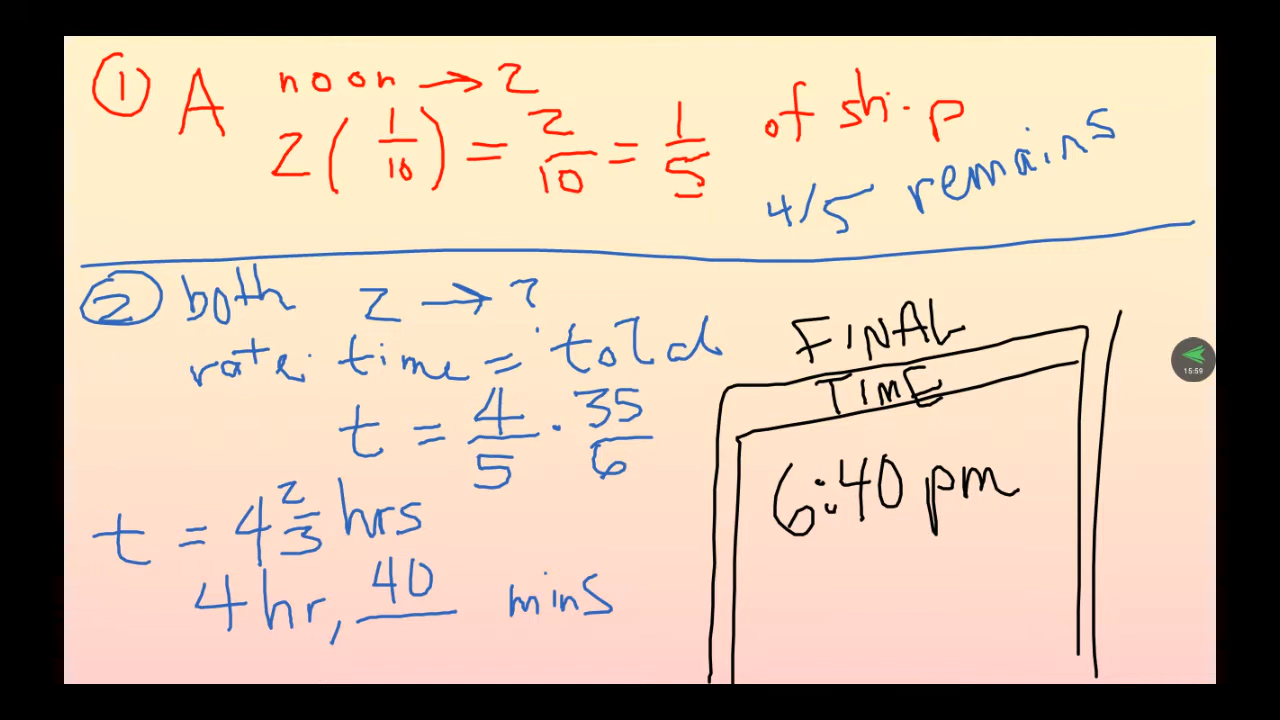 ① A noon → 2
2(1/10) = 2/10 = 1/5 of ship
4/5 remains
② both 2 → ?
rate · time = total
t = 4/5 · 35/6
t = 4 2/3 hrs
4 hr, 40 mins
FINAL
TIME
6:40 pm
15:59